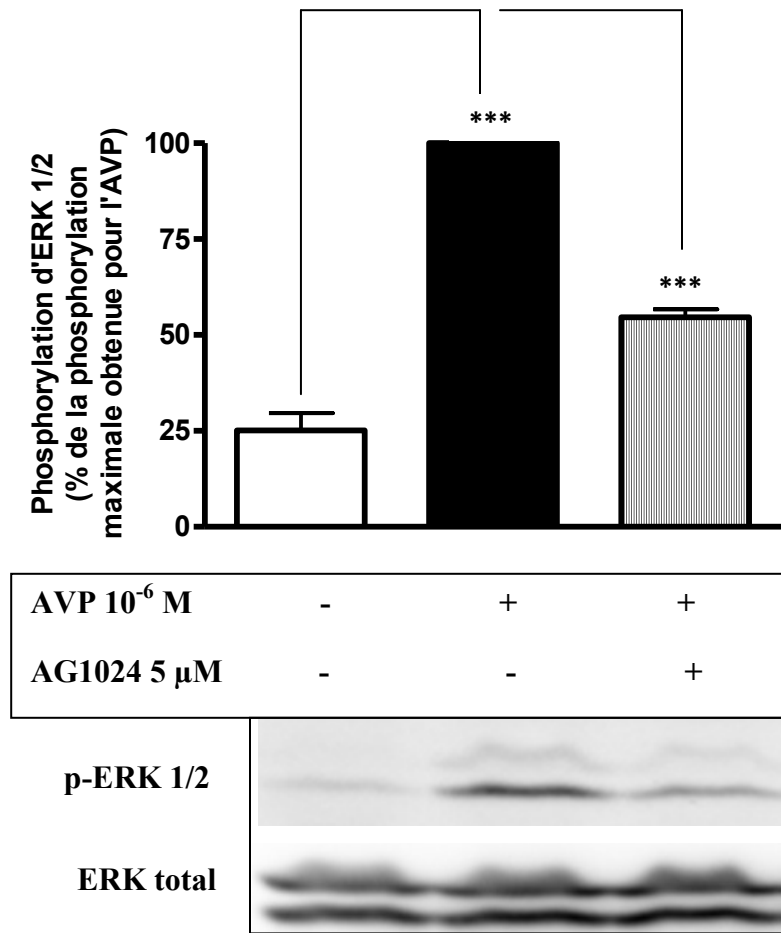 ***
Phosphorylation d'ERK 1/2
(% de la phosphorylation
maximale obtenue pour l'AVP)
100
75
50
25
0
***
AVP 10⁻⁶ M - + +
AG1024 5 µM - - +
p-ERK 1/2
ERK total